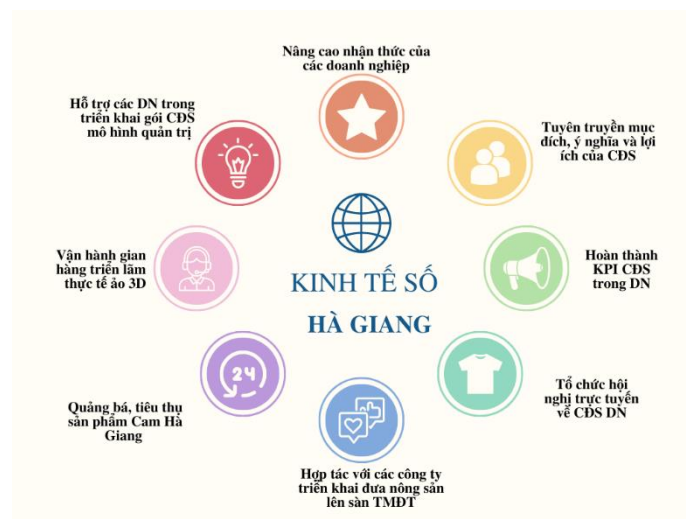 Nâng cao nhận thức của
các doanh nghiệp
Tuyên truyền mục
đích, ý nghĩa và lợi
ích của CĐS
Hoàn thành
KPI CĐS
trong DN
Tổ chức hội
nghị trực tuyến
về CĐS DN
Hợp tác với các công ty
triển khai đưa nông sản
lên sàn TMĐT
Quảng bá, tiêu thụ
sản phẩm Cam Hà
Giang
24
Vận hành gian
hàng triển lãm
thực tế ảo 3D
Hỗ trợ các DN trong
triển khai gói CĐS
mô hình quản trị
KINH TẾ SỐ
HÀ GIANG